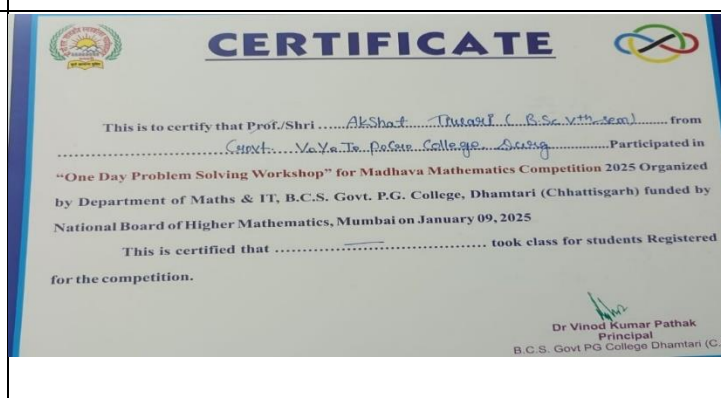 CERTIFICATE
This is to certify that Prof./Shri ..... Akshat Tiwari ( B.Sc Vth sem) ........ from
.............................. Govt. V.Y.T. College Durg ...............Participated in
“One Day Problem Solving Workshop” for Madhava Mathematics Competition 2025 Organized
by Department of Maths & IT, B.C.S. Govt. P.G. College, Dhamtari (Chhattisgarh) funded by
National Board of Higher Mathematics, Mumbai on January 09, 2025
This is certified that ............................................ took class for students Registered
for the competition.
Dr Vinod Kumar Pathak
Principal
B.C.S. Govt PG College Dhamtari (C.